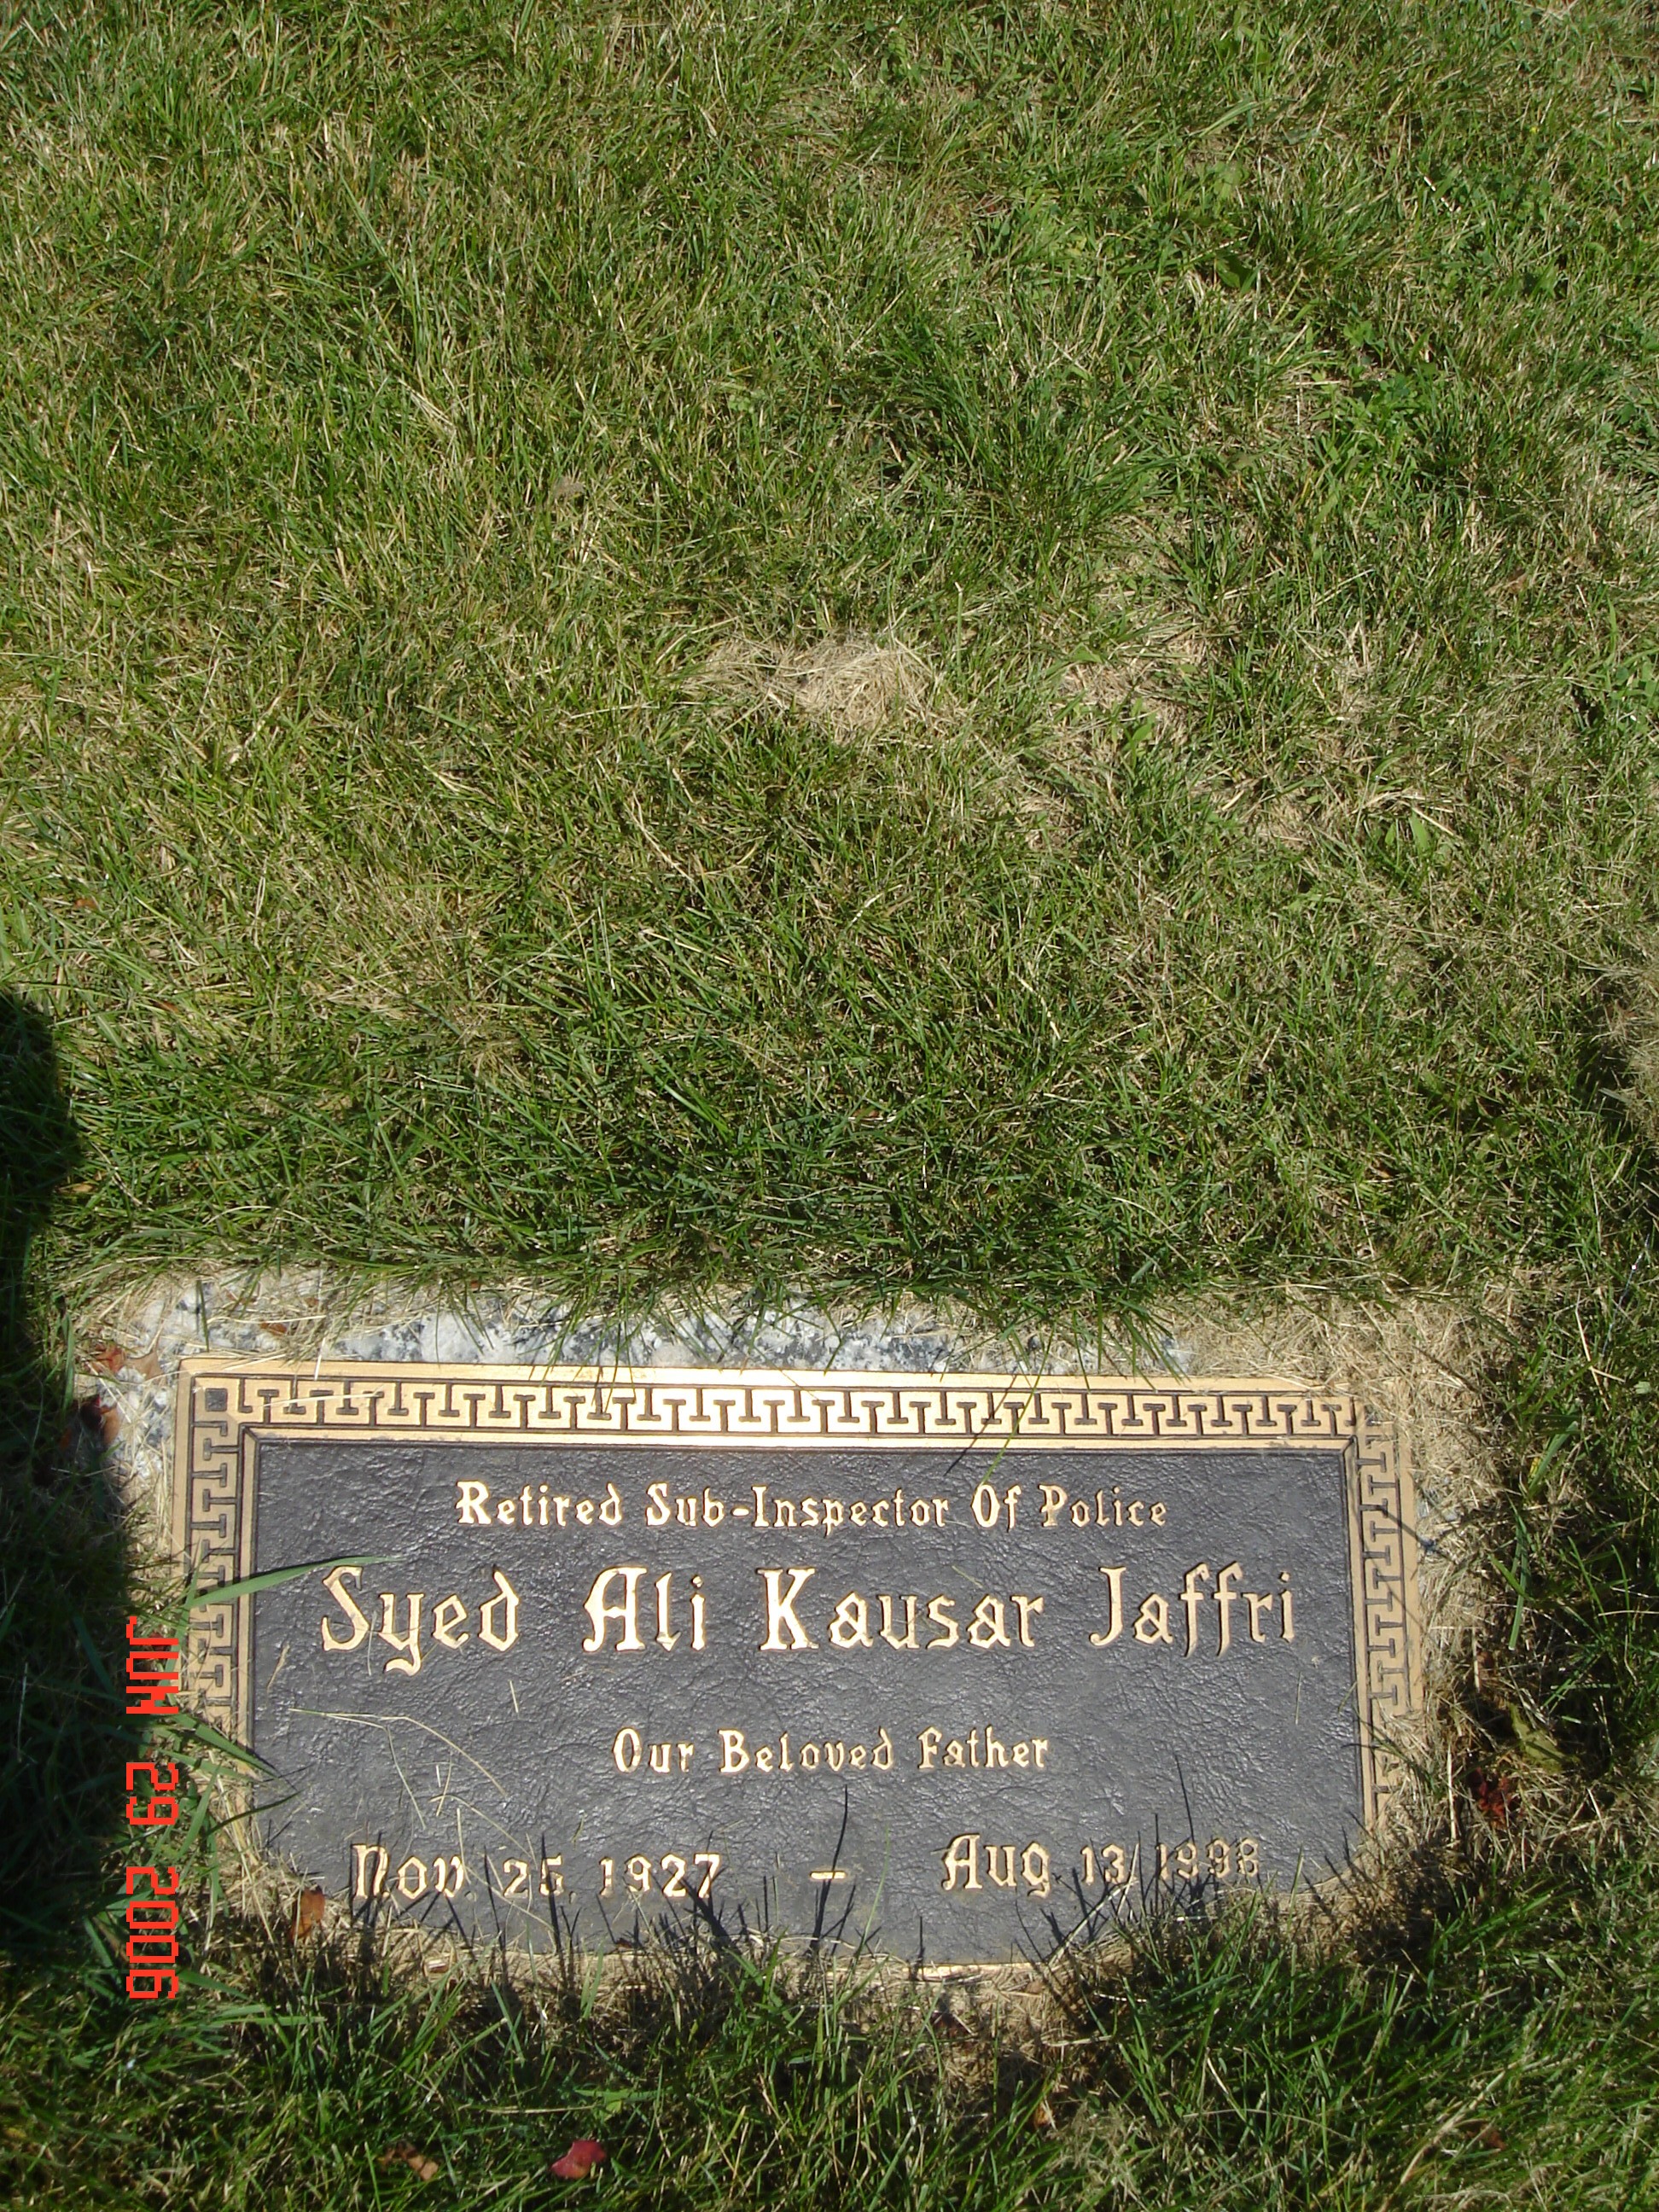 Retired Sub-Inspector Of Police
Syed Ali Kausar Jaffri
Our Beloved Father
Nov. 25, 1927 - Aug. 13, 1998
JUN 29 2006